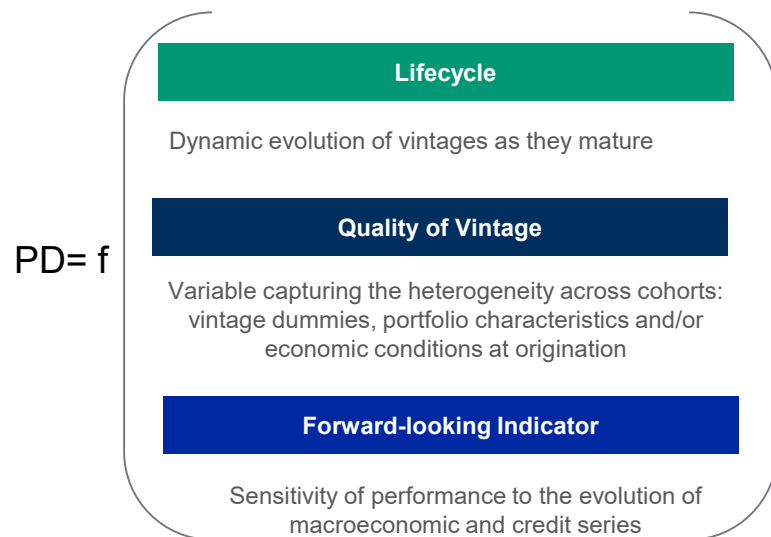 Lifecycle
Dynamic evolution of vintages as they mature
Quality of Vintage
PD= f
Variable capturing the heterogeneity across cohorts:
vintage dummies, portfolio characteristics and/or
economic conditions at origination
Forward-looking Indicator
Sensitivity of performance to the evolution of
macroeconomic and credit series